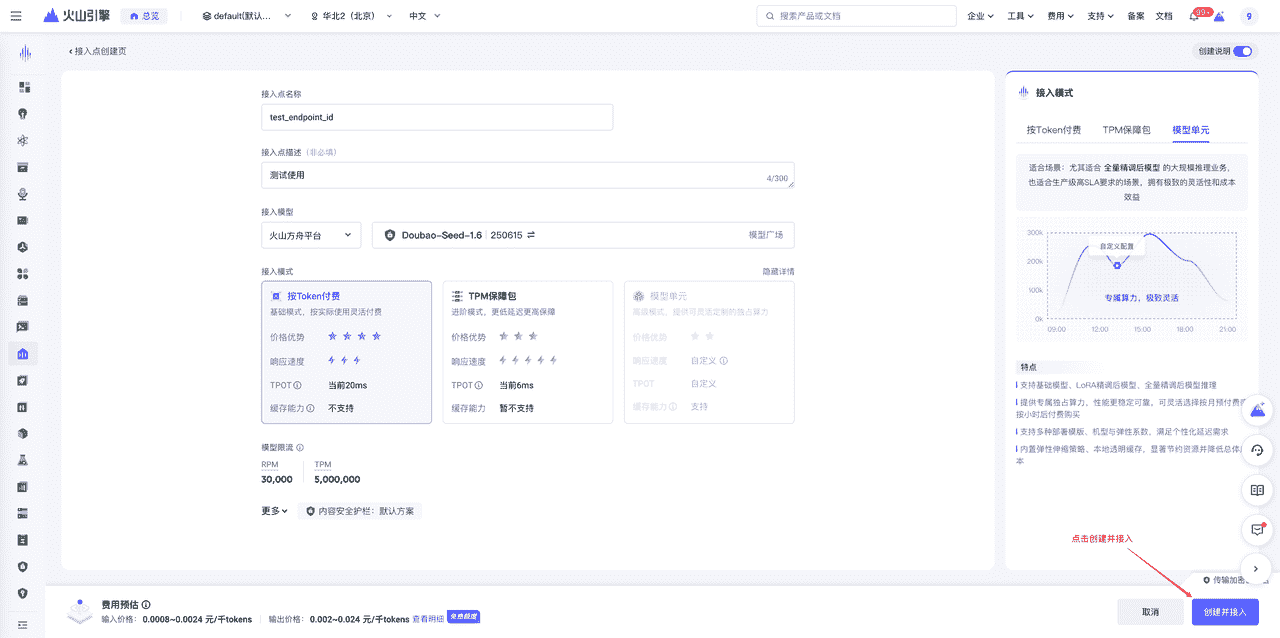 火山引擎
总览
default(默认...
华北2（北京）
中文
搜索产品或文档
企业
工具
费用
支持
备案
文档
99+
9
接入点创建页
创建说明
接入点名称
test_endpoint_id
接入点描述（非必填）
测试使用
4/300
接入模型
火山方舟平台
Doubao-Seed-1.6 250615
模型广场
接入模式
隐藏详情
按Token付费
基础模式，按实际使用灵活付费
价格优势
响应速度
TPOT 当前20ms
缓存能力 不支持
TPM保障包
进阶模式，更低延迟更高保障
价格优势
响应速度
TPOT 当前6ms
缓存能力 暂不支持
模型单元
高级模式，提供可灵活定制的独占算力
价格优势
响应速度 自定义
TPOT 自定义
缓存能力 支持
模型限流
RPM TPM
30,000 5,000,000
更多 内容安全护栏：默认方案
接入模式
按Token付费 TPM保障包 模型单元
适合场景：尤其适合 全量精调后模型 的大规模推理业务，
也适合生产级高SLA要求的场景，拥有极致的灵活性和成本
效益
300k
200k
100k
0k
自定义配置
专属算力，极致灵活
09:00 12:00 15:00 18:00 21:00
特点
支持基础模型、LoRA精调后模型、全量精调后模型推理
提供专属独占算力，性能更稳定可靠，可灵活选择按月预付费
按小时后付费购买
支持多种部署模版、机型与弹性系数，满足个性化延迟需求
内置弹性伸缩策略、本地透明缓存，显著节约资源并降低总体
本
点击创建并接入
传输加密
费用预估
输入价格： 0.0008~0.0024 元/千tokens 输出价格： 0.002~0.024 元/千tokens 查看明细 免费额度
取消
创建并接入